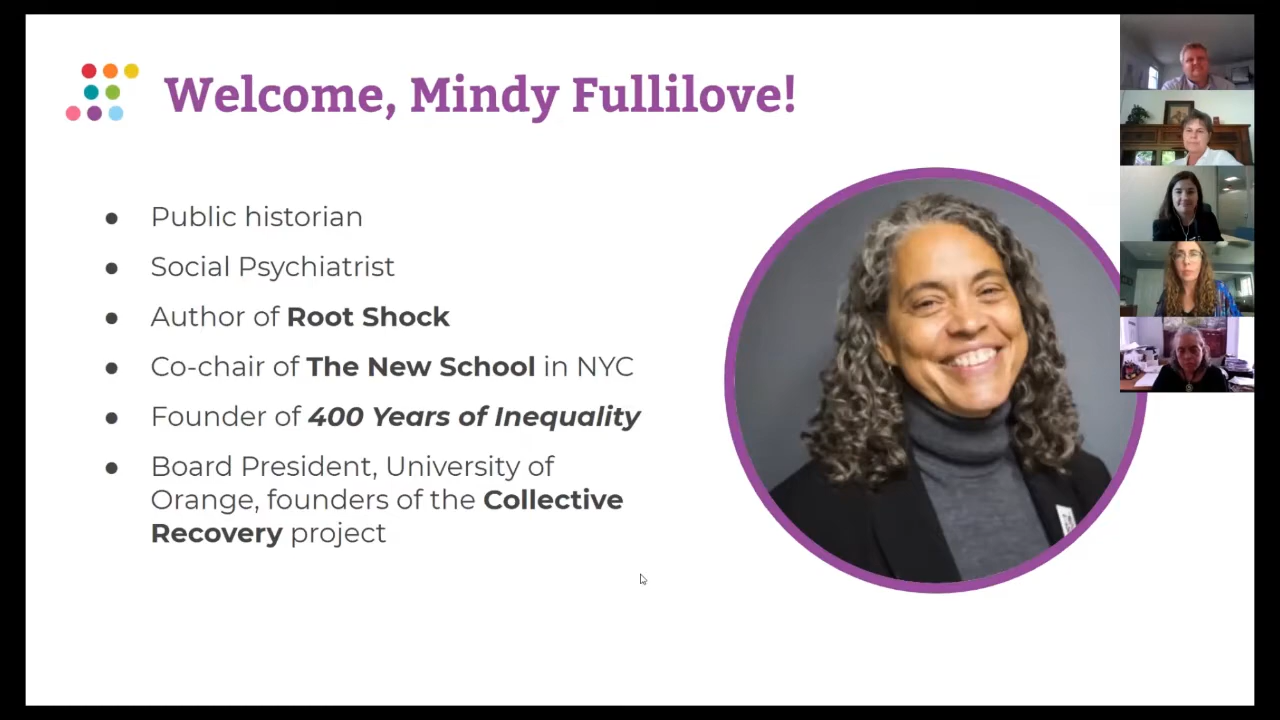 Welcome, Mindy Fullilove!
● Public historian
● Social Psychiatrist
● Author of Root Shock
● Co-chair of The New School in NYC
● Founder of 400 Years of Inequality
● Board President, University of
Orange, founders of the Collective
Recovery project